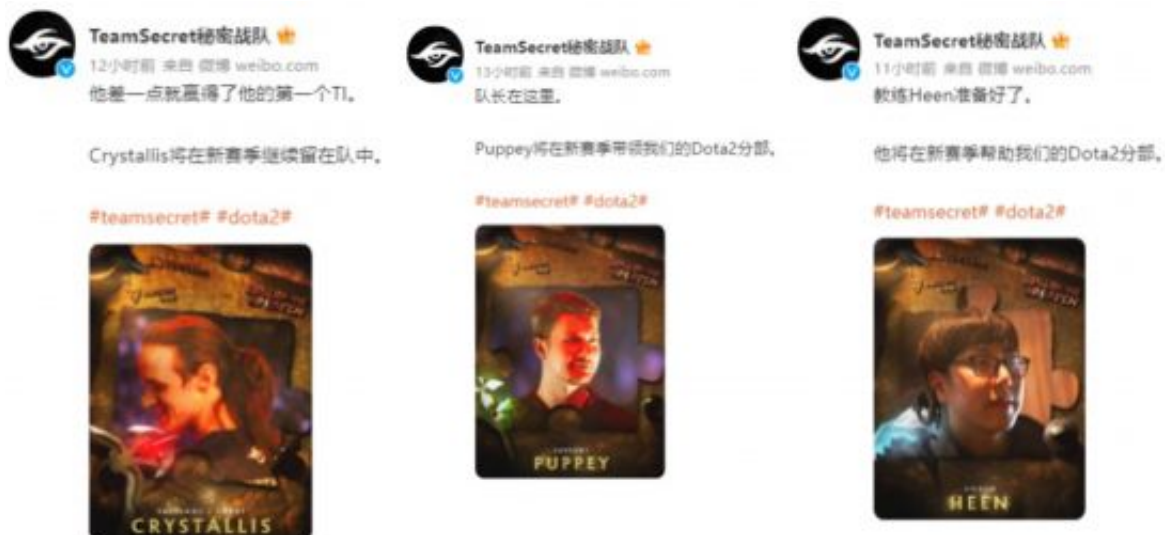 TeamSecret秘密战队
12小时前 来自 微博 weibo.com
他差一点就赢得了他的第一个TI。
Crystallis将在新赛季继续留在队中。
#teamsecret# #dota2#
CRYSTALLIS
TeamSecret秘密战队
13小时前 来自 微博 weibo.com
队长在这里。
Puppey将在新赛季带领我们的Dota2分部。
#teamsecret# #dota2#
PUPPEY
TeamSecret秘密战队
11小时前 来自 微博 weibo.com
教练Heen准备好了。
他将在新赛季帮助我们的Dota2分部。
#teamsecret# #dota2#
HEEN